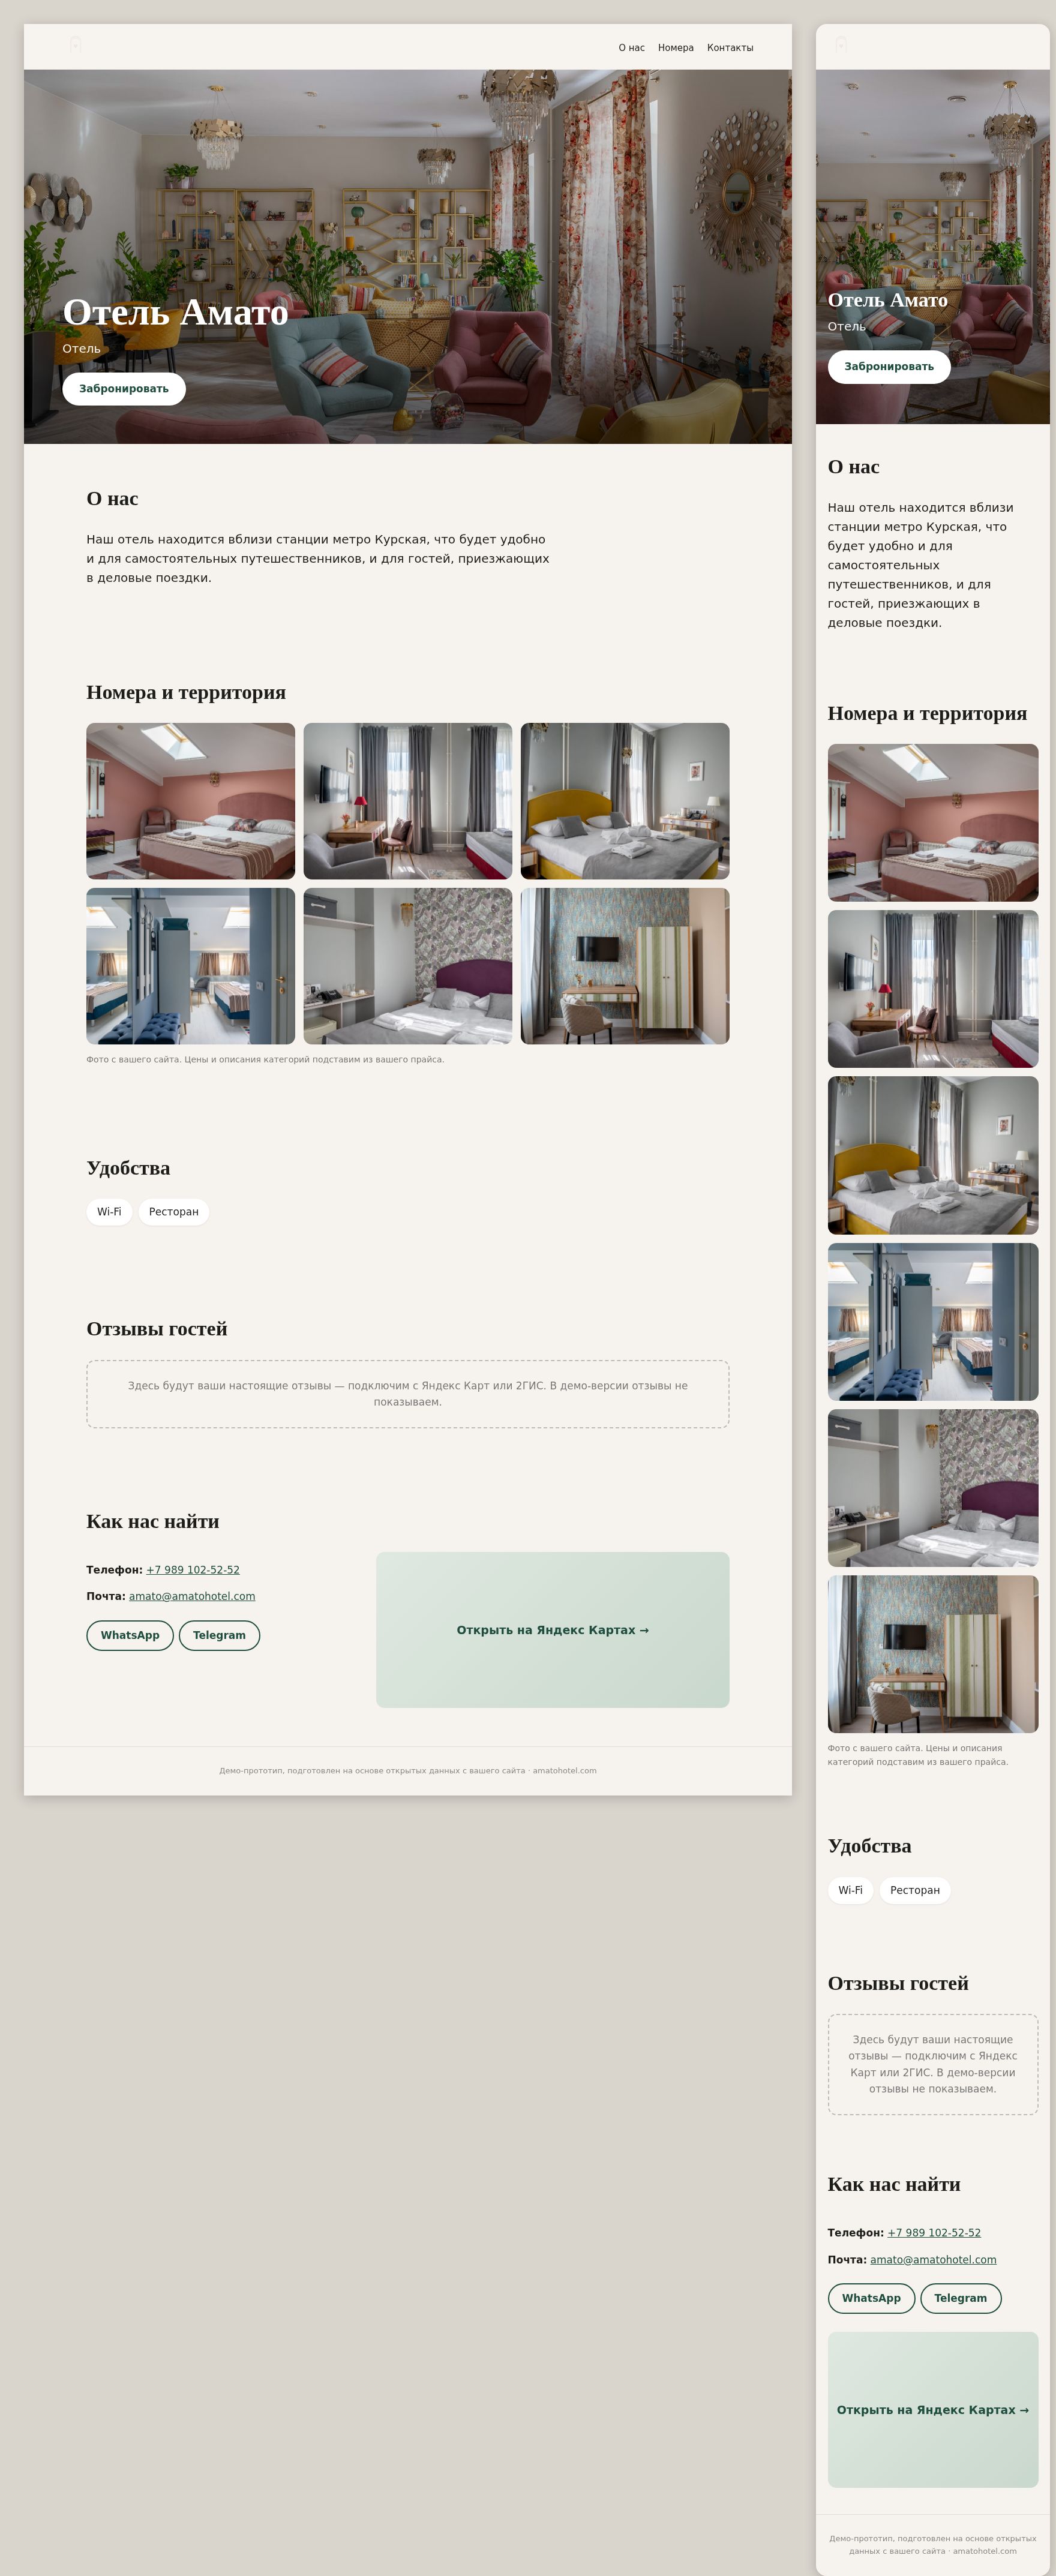 О нас Номера Контакты
Отель Амато
Отель
Забронировать
О нас
Наш отель находится вблизи станции метро Курская, что будет удобно
и для самостоятельных путешественников, и для гостей, приезжающих
в деловые поездки.
Номера и территория
Фото с вашего сайта. Цены и описания категорий подставим из вашего прайса.
Удобства
Wi-Fi
Ресторан
Отзывы гостей
Здесь будут ваши настоящие отзывы — подключим с Яндекс Карт или 2ГИС. В демо-версии отзывы не
показываем.
Как нас найти
Телефон: +7 989 102-52-52
Почта: amato@amatohotel.com
WhatsApp
Telegram
Открыть на Яндекс Картах →
Демо-прототип, подготовлен на основе открытых данных с вашего сайта · amatohotel.com
Отель Амато
Отель
Забронировать
О нас
Наш отель находится вблизи
станции метро Курская, что
будет удобно и для
самостоятельных
путешественников, и для
гостей, приезжающих в
деловые поездки.
Номера и территория
Фото с вашего сайта. Цены и описания
категорий подставим из вашего прайса.
Удобства
Wi-Fi
Ресторан
Отзывы гостей
Здесь будут ваши настоящие
отзывы — подключим с Яндекс
Карт или 2ГИС. В демо-версии
отзывы не показываем.
Как нас найти
Телефон: +7 989 102-52-52
Почта: amato@amatohotel.com
WhatsApp
Telegram
Открыть на Яндекс Картах →
Демо-прототип, подготовлен на основе открытых
данных с вашего сайта · amatohotel.com